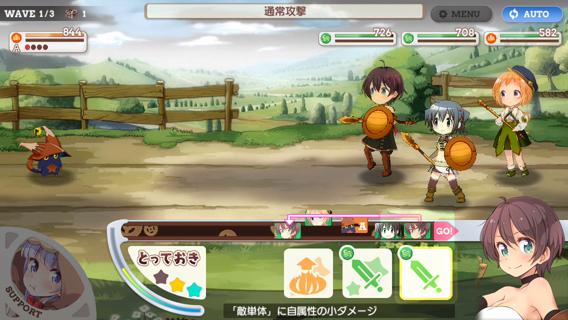 WAVE 1/3 1
通常攻撃
MENU
AUTO
844
A
726
708
582
A
GO!
とっておき
SUPPORT
「敵単体」に自属性の小ダメージ